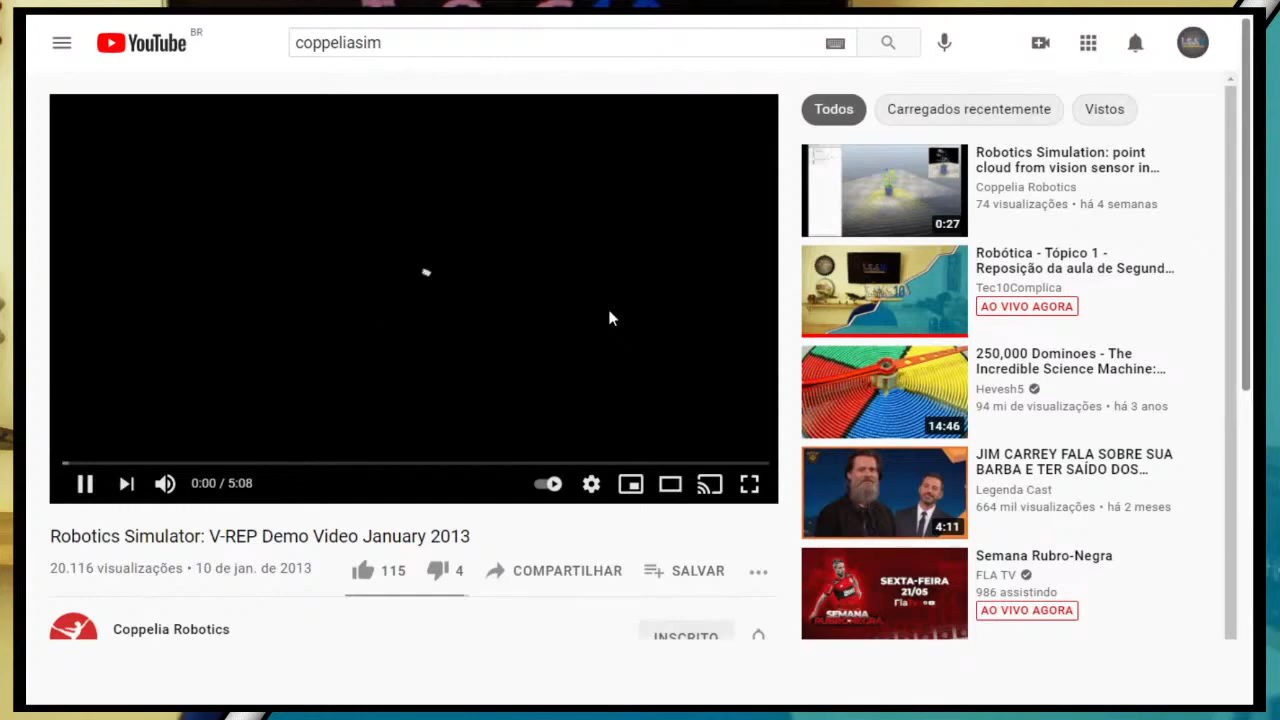 YouTube BR
coppeliasim
Todos
Carregados recentemente
Vistos
Robotics Simulation: point
cloud from vision sensor in...
Coppelia Robotics
74 visualizações • há 4 semanas
0:27
Robótica - Tópico 1 -
Reposição da aula de Segund...
Tec10Complica
AO VIVO AGORA
250,000 Dominoes - The
Incredible Science Machine:...
Hevesh5
94 mi de visualizações • há 3 anos
14:46
JIM CARREY FALA SOBRE SUA
BARBA E TER SAÍDO DOS...
Legenda Cast
664 mil visualizações • há 2 meses
4:11
Semana Rubro-Negra
FLA TV
986 assistindo
AO VIVO AGORA
SEXTA-FEIRA
21/05
FlaTV
SEMANA
RUBRO-NEGRA
0:00 / 5:08
Robotics Simulator: V-REP Demo Video January 2013
20.116 visualizações • 10 de jan. de 2013
115
4
COMPARTILHAR
SALVAR
Coppelia Robotics
INSCRITO